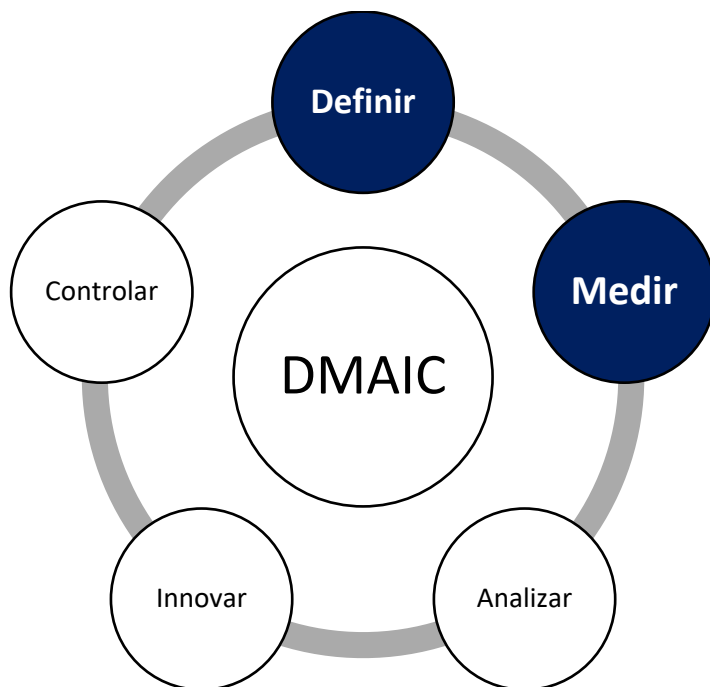 Definir
Medir
Controlar
DMAIC
Innovar
Analizar